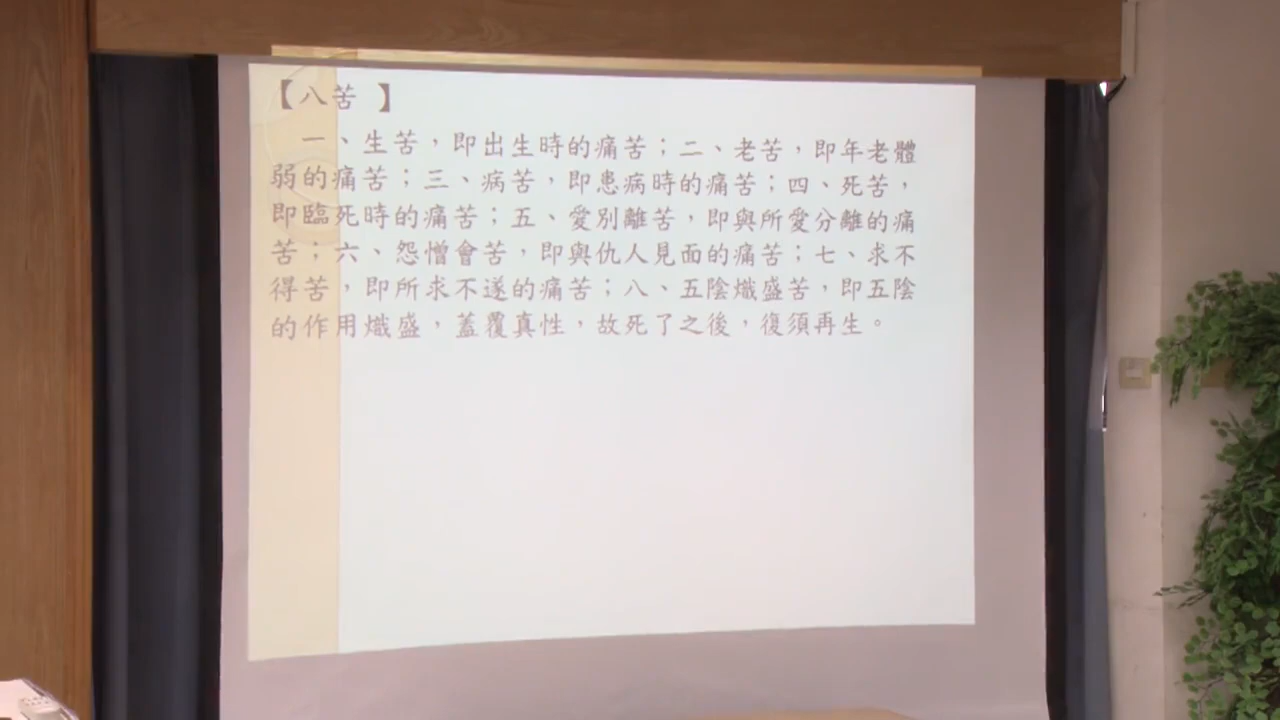 【八苦 】
一、生苦，即出生時的痛苦；二、老苦，即年老體
弱的痛苦；三、病苦，即患病時的痛苦；四、死苦，
即臨死時的痛苦；五、愛別離苦，即與所愛分離的痛
苦；六、怨憎會苦，即與仇人見面的痛苦；七、求不
得苦，即所求不遂的痛苦；八、五陰熾盛苦，即五陰
的作用熾盛，蓋覆真性，故死了之後，復須再生。